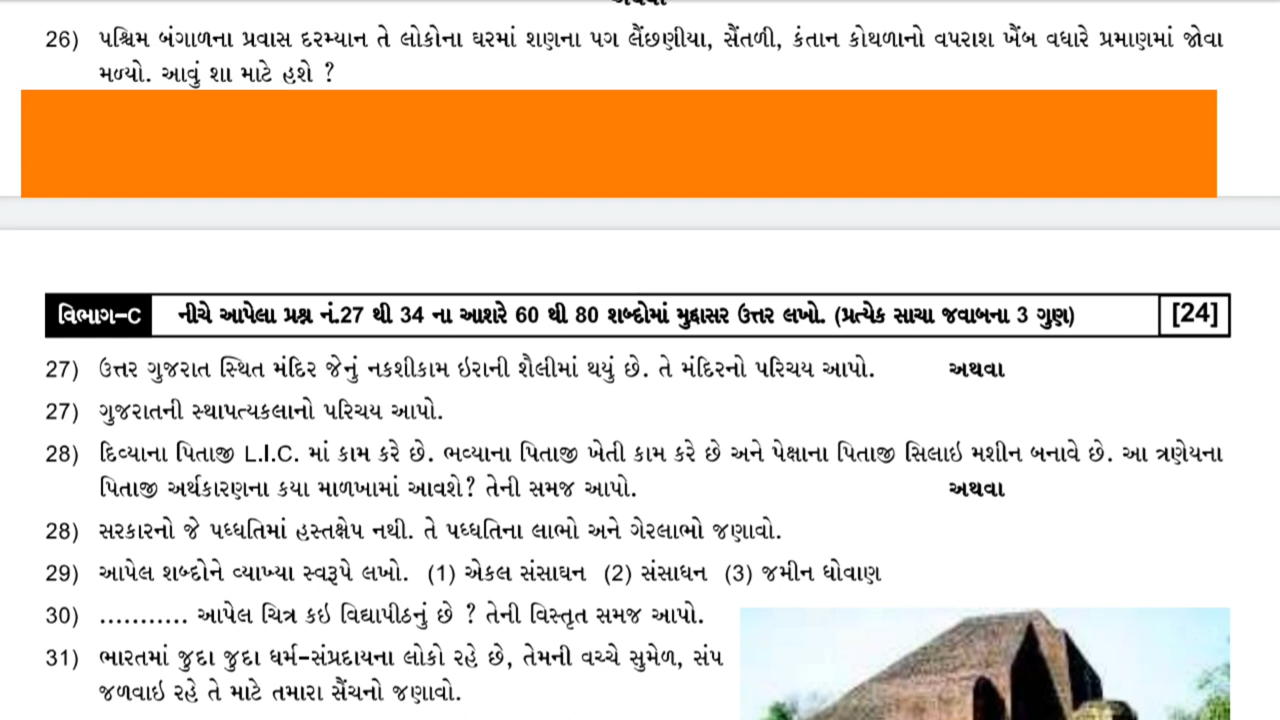 અથવા
26) પશ્ચિમ બંગાળના પ્રવાસ દરમ્યાન તે લોકોના ઘરમાં શણના પગ લૈંછણીયા, સૈંતળી, કંતાન કોથળાનો વપરાશ ખૈંબ વધારે પ્રમાણમાં જોવા
મળ્યો. આવું શા માટે હશે ?
વિભાગ-C નીચે આપેલા પ્રશ્ન નં.27 થી 34 ના આશરે 60 થી 80 શબ્દોમાં મુદ્દાસર ઉત્તર લખો. (પ્રત્યેક સાચા જવાબના 3 ગુણ) [24]
27) ઉત્તર ગુજરાત સ્થિત મંદિર જેનું નકશીકામ ઇરાની શૈલીમાં થયું છે. તે મંદિરનો પરિચય આપો. અથવા
27) ગુજરાતની સ્થાપત્યકલાનો પરિચય આપો.
28) દિવ્યાના પિતાજી L.I.C. માં કામ કરે છે. ભવ્યાના પિતાજી ખેતી કામ કરે છે અને પેક્ષાના પિતાજી સિલાઇ મશીન બનાવે છે. આ ત્રણેયના
પિતાજી અર્થકારણના કયા માળખામાં આવશે? તેની સમજ આપો. અથવા
28) સરકારનો જે પધ્ધતિમાં હસ્તક્ષેપ નથી. તે પધ્ધતિના લાભો અને ગેરલાભો જણાવો.
29) આપેલ શબ્દોને વ્યાખ્યા સ્વરૂપે લખો. (1) એકલ સંસાઘન (2) સંસાધન (3) જમીન ધોવાણ
30) ........... આપેલ ચિત્ર કઇ વિદ્યાપીઠનું છે ? તેની વિસ્તૃત સમજ આપો.
31) ભારતમાં જુદા જુદા ધર્મ-સંપ્રદાયના લોકો રહે છે, તેમની વચ્ચે સુમેળ, સંપ
જળવાઇ રહે તે માટે તમારા સૈંચનો જણાવો.